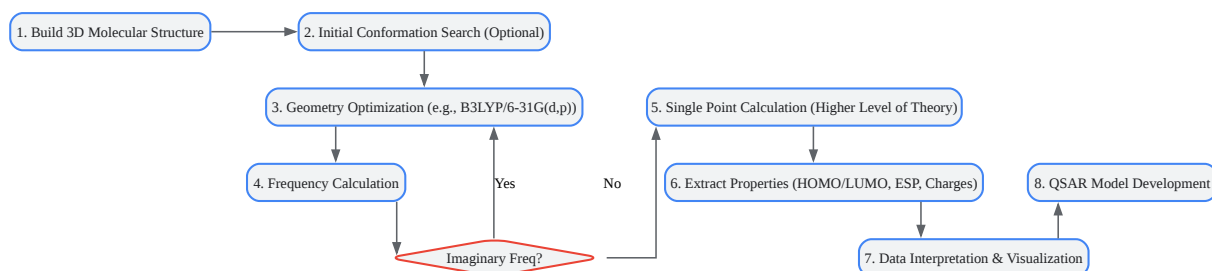 1. Build 3D Molecular Structure
2. Initial Conformation Search (Optional)
3. Geometry Optimization (e.g., B3LYP/6-31G(d,p))
4. Frequency Calculation
Imaginary Freq?
Yes
No
5. Single Point Calculation (Higher Level of Theory)
6. Extract Properties (HOMO/LUMO, ESP, Charges)
7. Data Interpretation & Visualization
8. QSAR Model Development